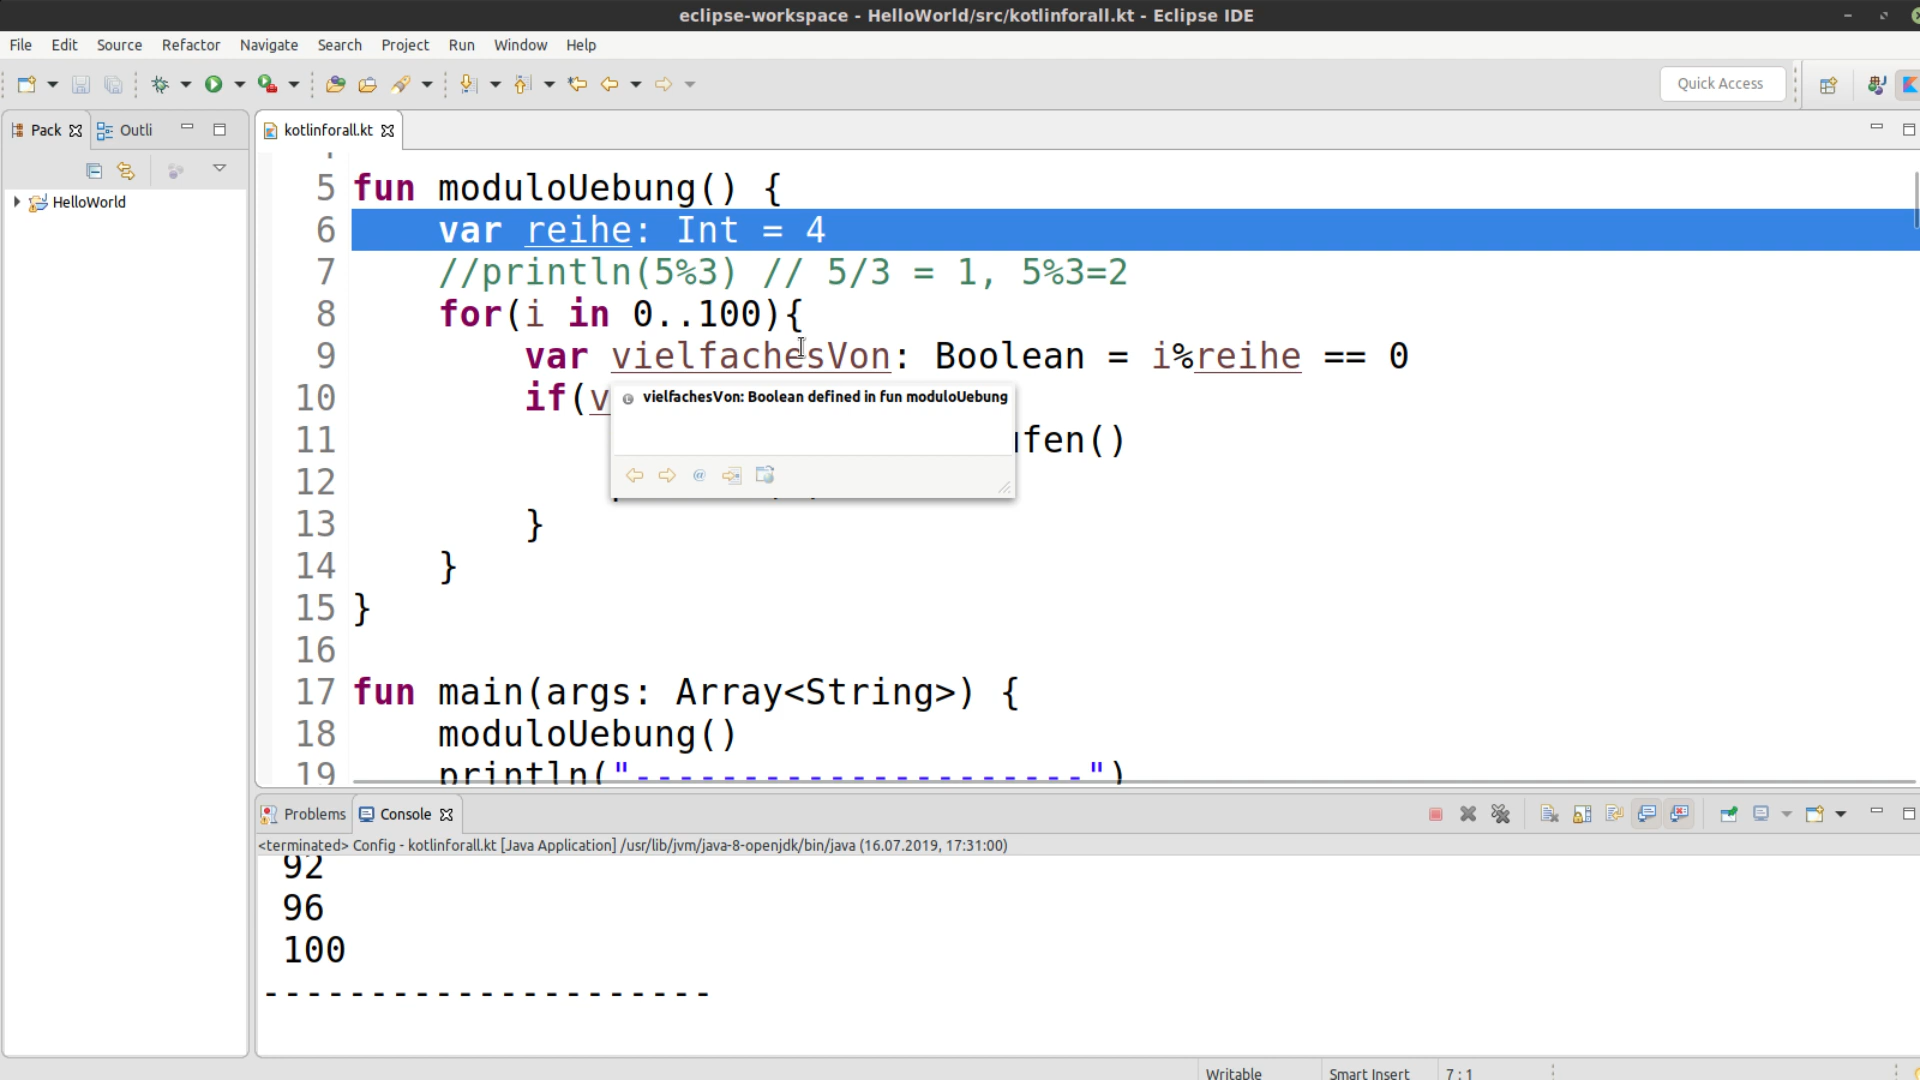 eclipse-workspace - HelloWorld/src/kotlinforall.kt - Eclipse IDE
File Edit Source Refactor Navigate Search Project Run Window Help
Quick Access
Pack Outli
kotlinforall.kt
HelloWorld
5 fun moduloUebung() {
6 var reihe: Int = 4
7 //println(5%3) // 5/3 = 1, 5%3=2
8 for(i in 0..100){
9 var vielfachesVon: Boolean = i%reihe == 0
10 if(v
vielfachesVon: Boolean defined in fun moduloUebung
11 ufen()
12
13 }
14 }
15 }
16
17 fun main(args: Array<String>) {
18 moduloUebung()
19 println("---------------------")
Problems Console
<terminated> Config - kotlinforall.kt [Java Application] /usr/lib/jvm/java-8-openjdk/bin/java (16.07.2019, 17:31:00)
92
96
100
---------------------
Writable Smart Insert 7 : 1